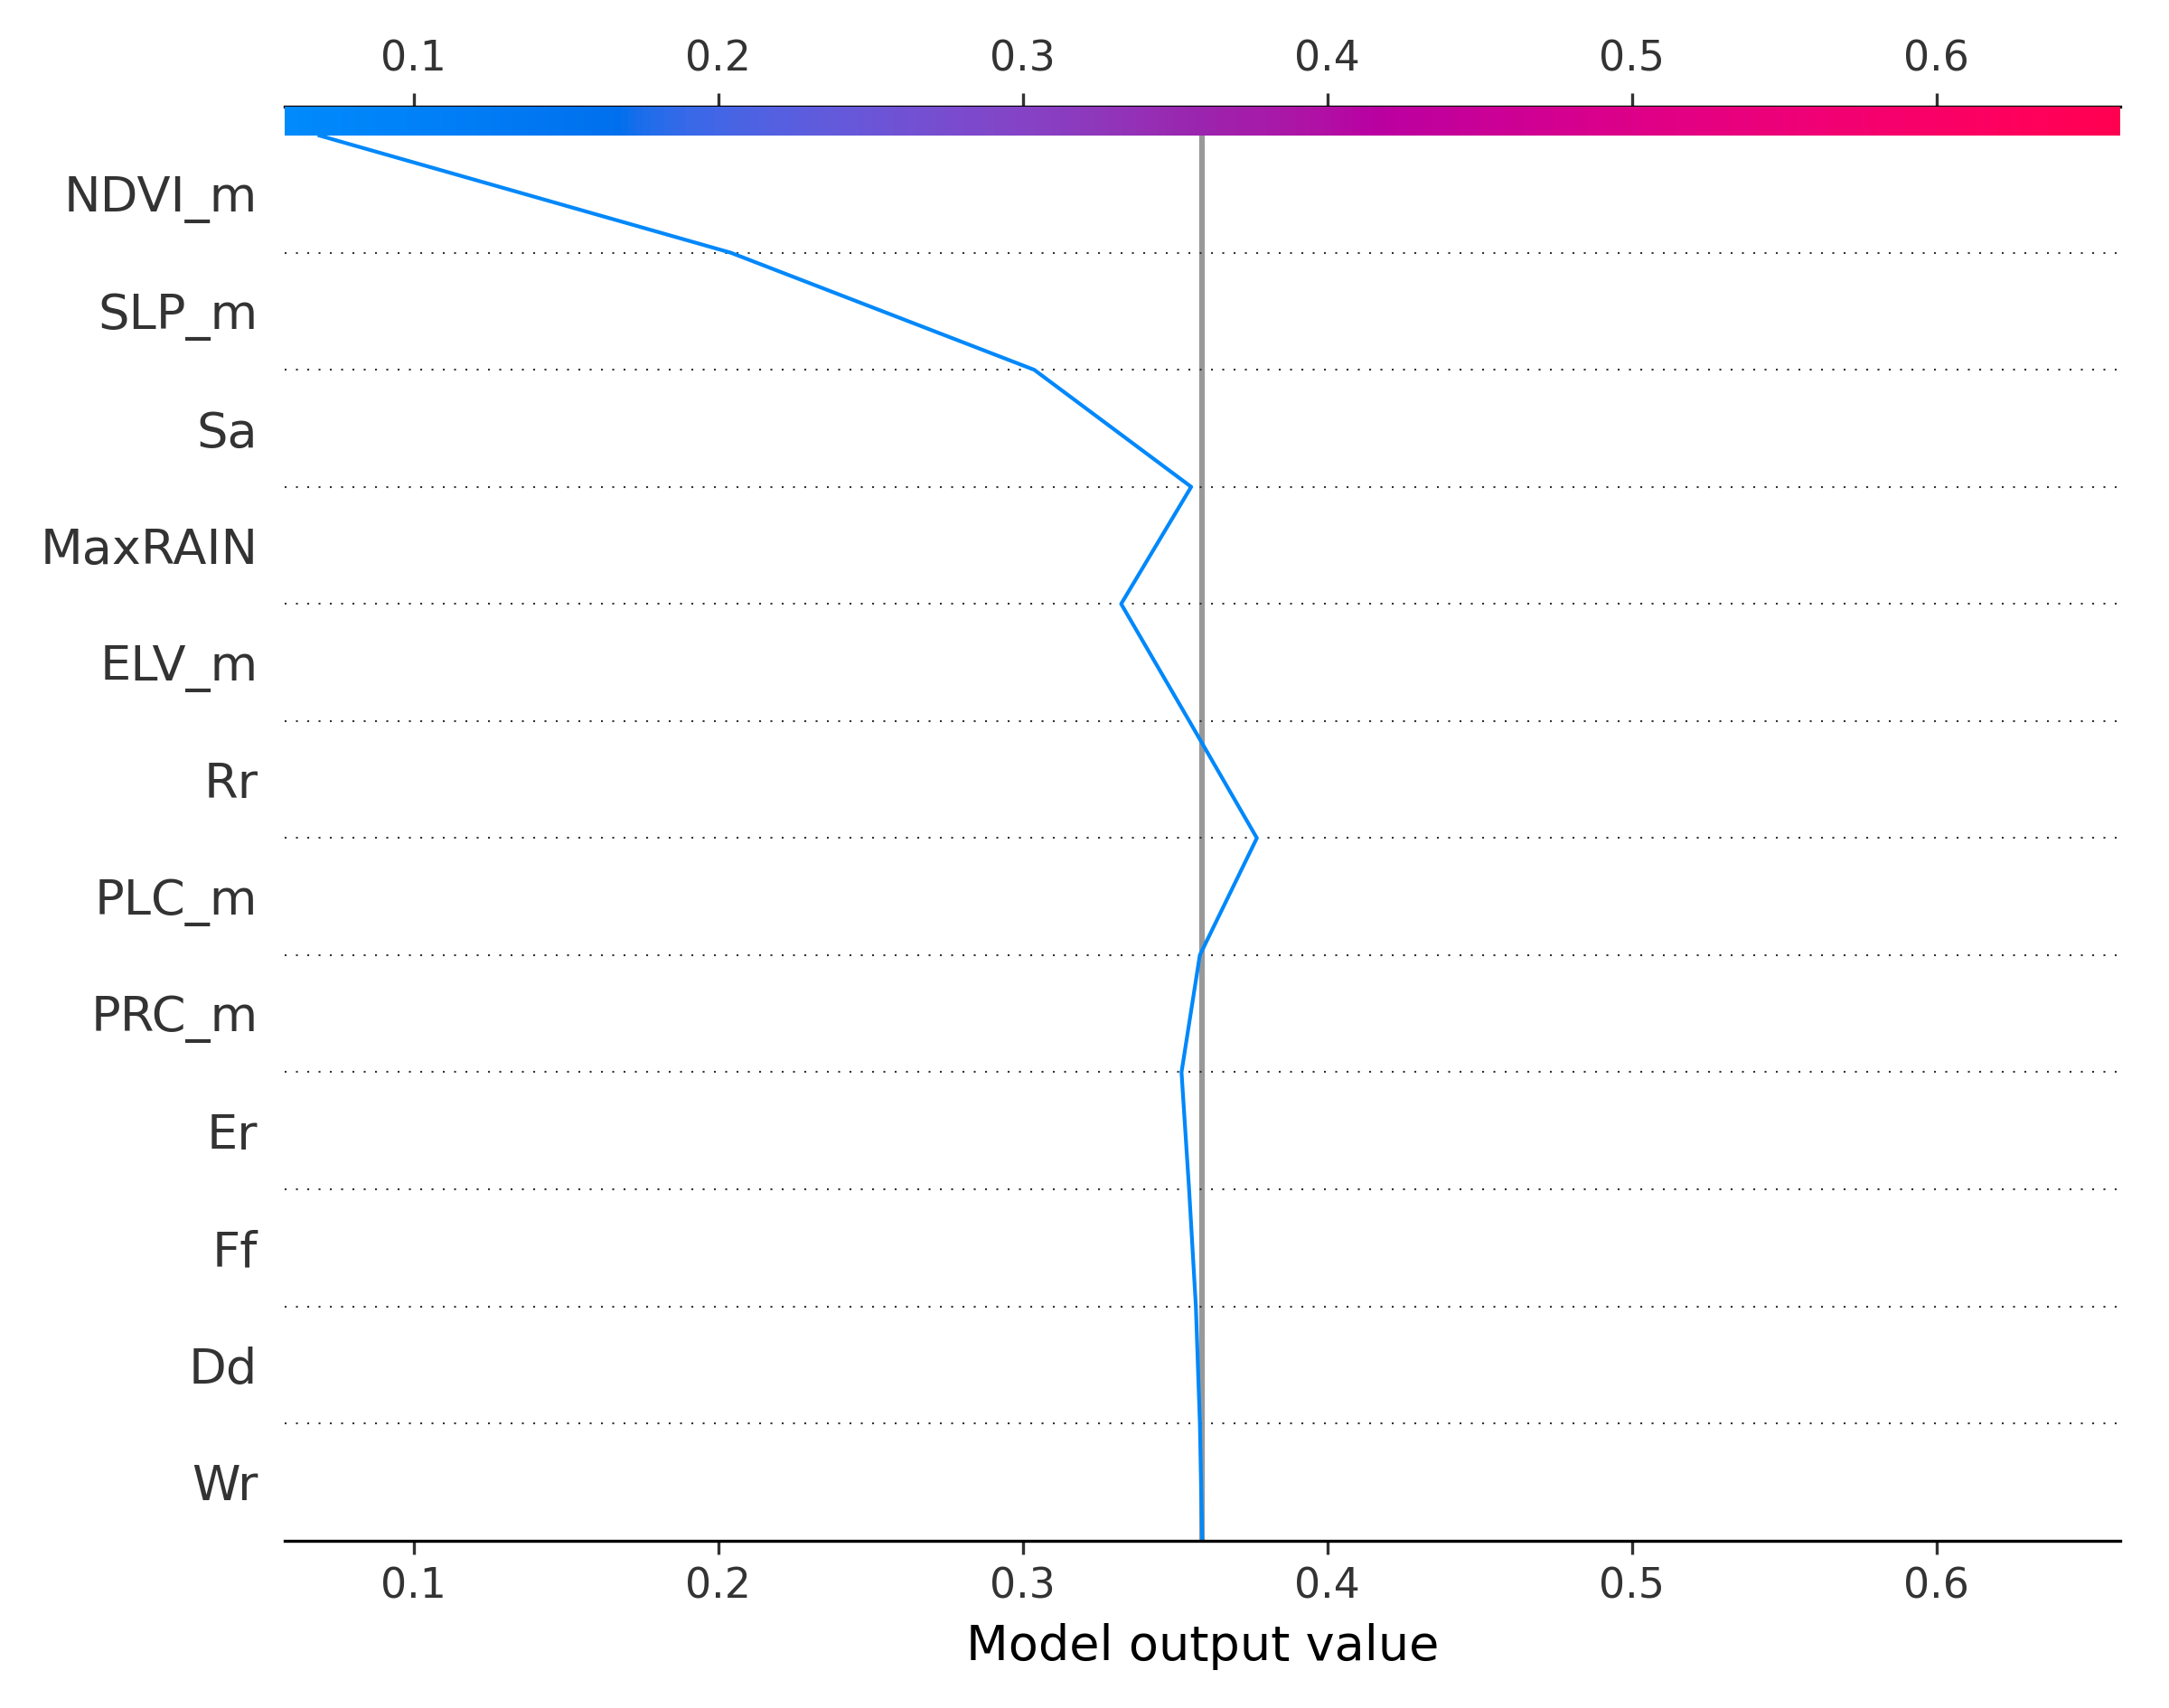 0.1 0.2 0.3 0.4 0.5 0.6
NDVI_m
SLP_m
Sa
MaxRAIN
ELV_m
Rr
PLC_m
PRC_m
Er
Ff
Dd
Wr
0.1 0.2 0.3 0.4 0.5 0.6
Model output value